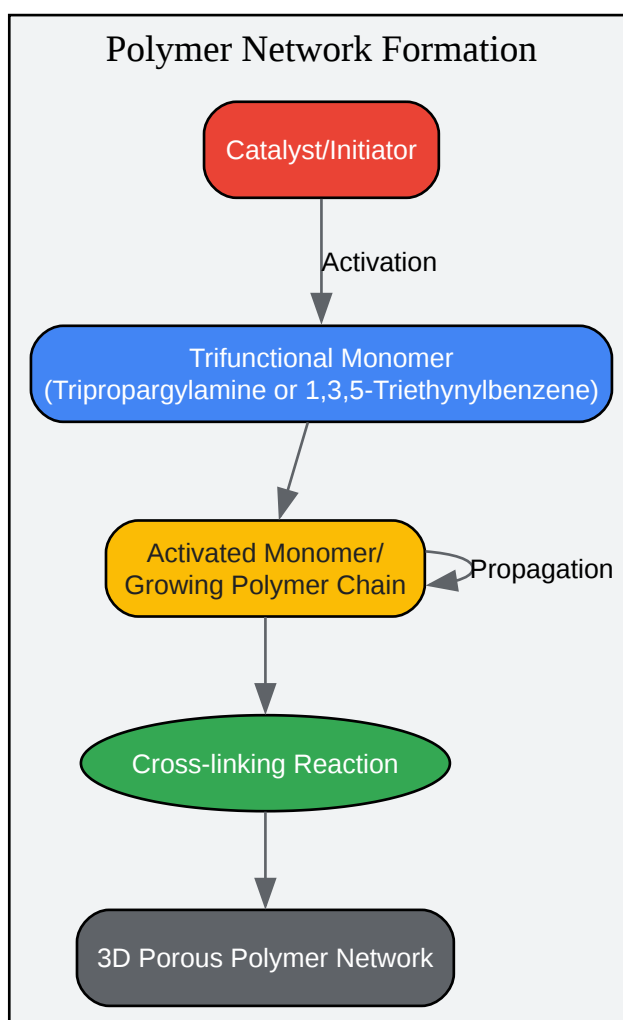 Polymer Network Formation
Catalyst/Initiator
Activation
Trifunctional Monomer
(Tripropargylamine or 1,3,5-Triethynylbenzene)
Activated Monomer/
Growing Polymer Chain
Propagation
Cross-linking Reaction
3D Porous Polymer Network